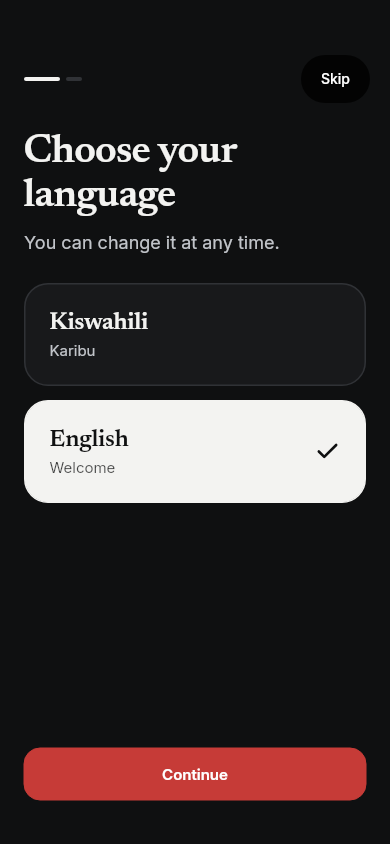 Skip
Choose your
language
You can change it at any time.
Kiswahili
Karibu
English
Welcome
Continue